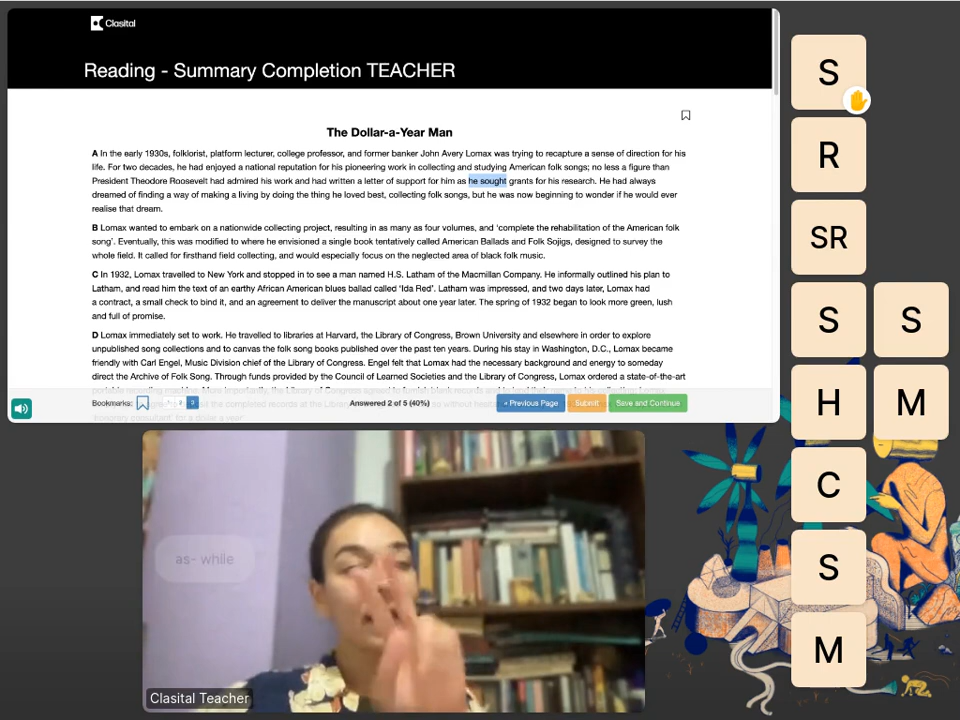 Clasital
Reading - Summary Completion TEACHER
The Dollar-a-Year Man
A In the early 1930s, folklorist, platform lecturer, college professor, and former banker John Avery Lomax was trying to recapture a sense of direction for his
life. For two decades, he had enjoyed a national reputation for his pioneering work in collecting and studying American folk songs; no less a figure than
President Theodore Roosevelt had admired his work and had written a letter of support for him as he sought grants for his research. He had always
dreamed of finding a way of making a living by doing the thing he loved best, collecting folk songs, but he was now beginning to wonder if he would ever
realise that dream.
B Lomax wanted to embark on a nationwide collecting project, resulting in as many as four volumes, and 'complete the rehabilitation of the American folk
song'. Eventually, this was modified to where he envisioned a single book tentatively called American Ballads and Folk Sojigs, designed to survey the
whole field. It called for firsthand field collecting, and would especially focus on the neglected area of black folk music.
C In 1932, Lomax travelled to New York and stopped in to see a man named H.S. Latham of the Macmillan Company. He informally outlined his plan to
Latham, and read him the text of an earthy African American blues ballad called 'Ida Red'. Latham was impressed, and two days later, Lomax had
a contract, a small check to bind it, and an agreement to deliver the manuscript about one year later. The spring of 1932 began to look more green, lush
and full of promise.
D Lomax immediately set to work. He travelled to libraries at Harvard, the Library of Congress, Brown University and elsewhere in order to explore
unpublished song collections and to canvas the folk song books published over the past ten years. During his stay in Washington, D.C., Lomax became
friendly with Carl Engel, Music Division chief of the Library of Congress. Engel felt that Lomax had the necessary background and energy to someday
direct the Archive of Folk Song. Through funds provided by the Council of Learned Societies and the Library of Congress, Lomax ordered a state-of-the-art
Bookmarks: 2 3 Answered 2 of 5 (40%) « Previous Page Submit Save and Continue
'honorary consultant' for a dollar a year'.
as- while
Clasital Teacher
S
R
SR
S S
H M
C
S
M